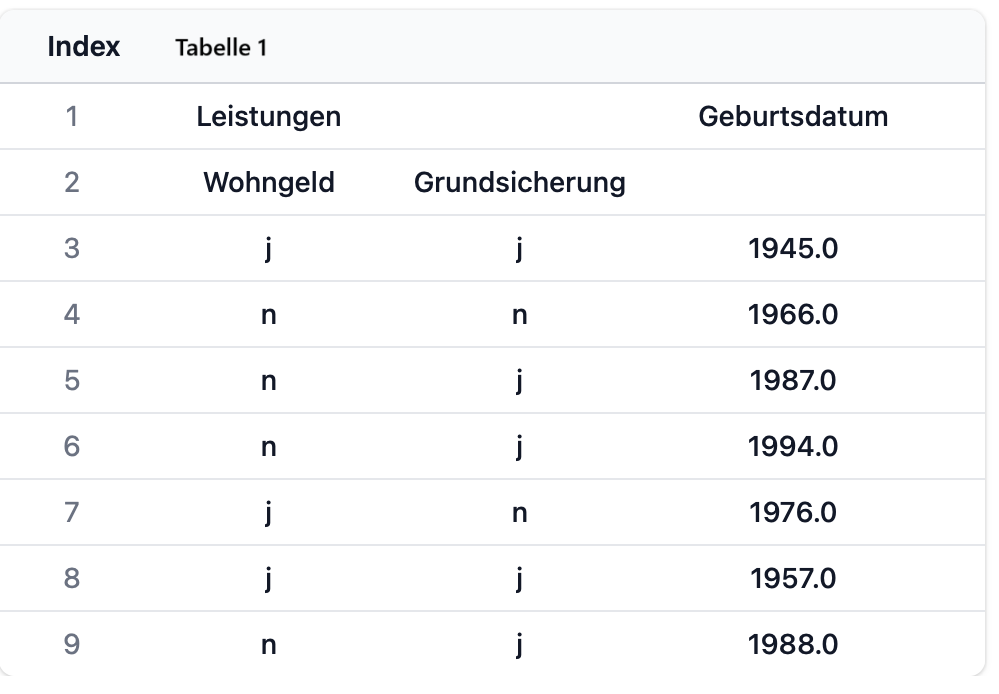 Index Tabelle 1
1 Leistungen Geburtsdatum
2 Wohngeld Grundsicherung
3 j j 1945.0
4 n n 1966.0
5 n j 1987.0
6 n j 1994.0
7 j n 1976.0
8 j j 1957.0
9 n j 1988.0